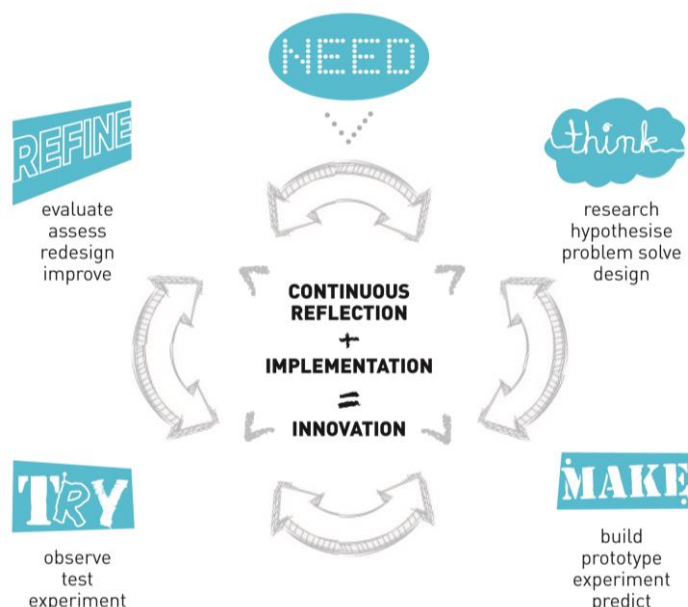 NEED
REFINE
evaluate
assess
redesign
improve
think
research
hypothesise
problem solve
design
CONTINUOUS
REFLECTION
+
IMPLEMENTATION
=
INNOVATION
TRY
observe
test
experiment
MAKE
build
prototype
experiment
predict